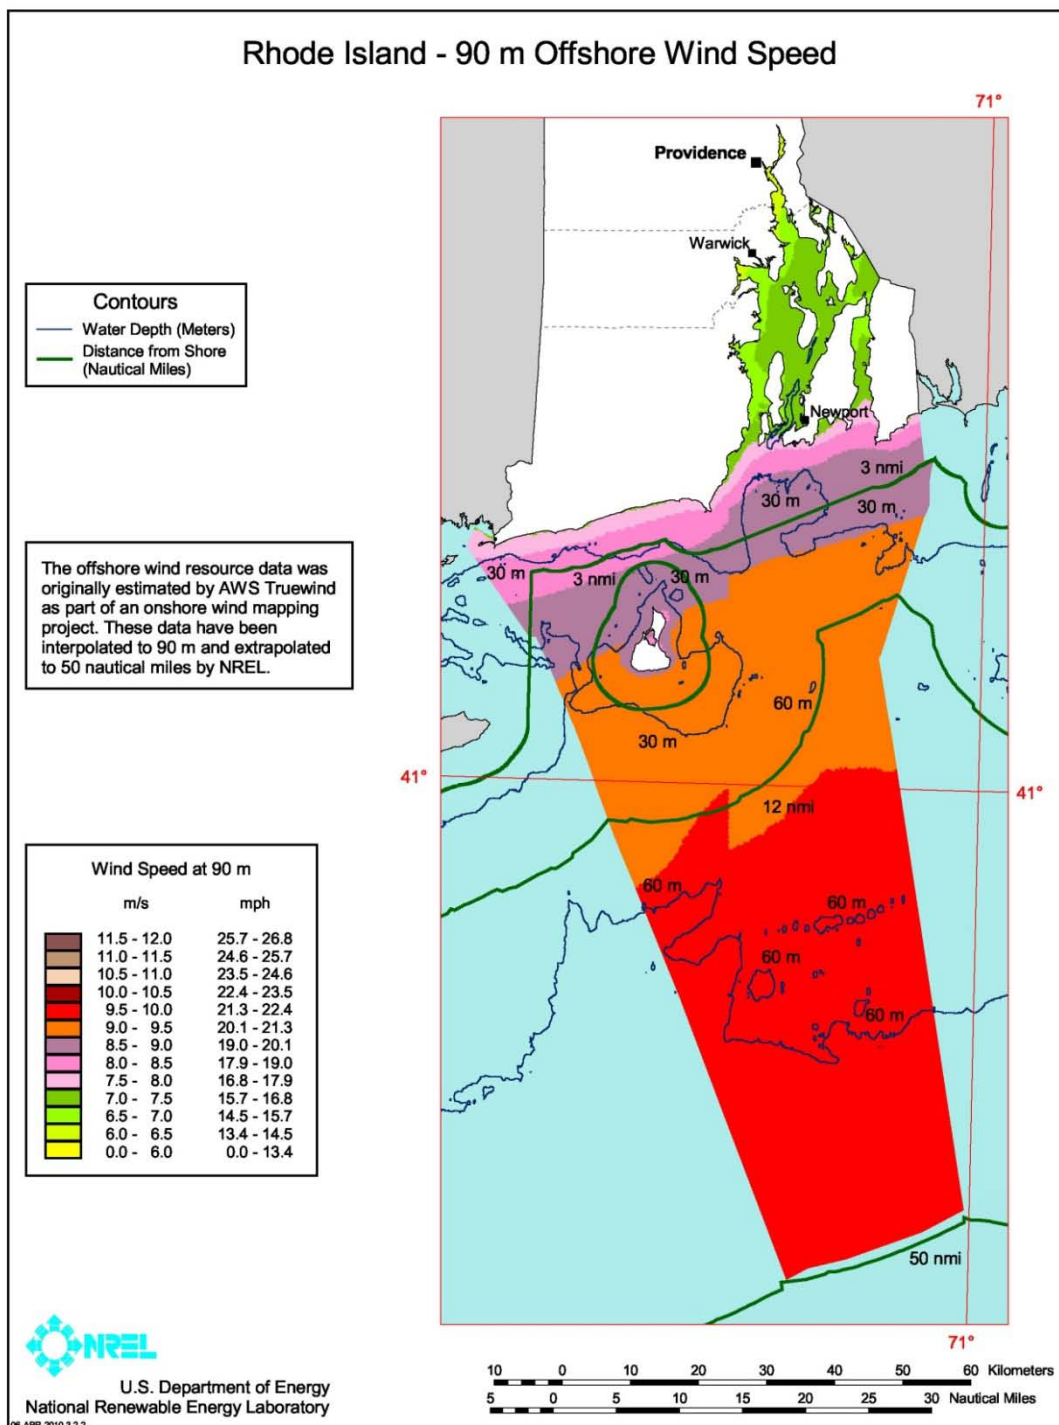 Rhode Island - 90 m Offshore Wind Speed
71°
Providence
Warwick
Contours
Water Depth (Meters)
Distance from Shore
(Nautical Miles)
Newport
3 nmi
30 m
30 m
The offshore wind resource data was
originally estimated by AWS Truewind
as part of an onshore wind mapping
project. These data have been
interpolated to 90 m and extrapolated
to 50 nautical miles by NREL.
30 m
3 nmi
30 m
60 m
30 m
41°
41°
12 nmi
Wind Speed at 90 m
m/s mph
11.5 - 12.0 25.7 - 26.8
11.0 - 11.5 24.6 - 25.7
10.5 - 11.0 23.5 - 24.6
10.0 - 10.5 22.4 - 23.5
9.5 - 10.0 21.3 - 22.4
9.0 - 9.5 20.1 - 21.3
8.5 - 9.0 19.0 - 20.1
8.0 - 8.5 17.9 - 19.0
7.5 - 8.0 16.8 - 17.9
7.0 - 7.5 15.7 - 16.8
6.5 - 7.0 14.5 - 15.7
6.0 - 6.5 13.4 - 14.5
0.0 - 6.0 0.0 - 13.4
60 m
60 m
60 m
60 m
50 nmi
71°
NREL
U.S. Department of Energy
National Renewable Energy Laboratory
10 0 10 20 30 40 50 60 Kilometers
5 0 5 10 15 20 25 30 Nautical Miles